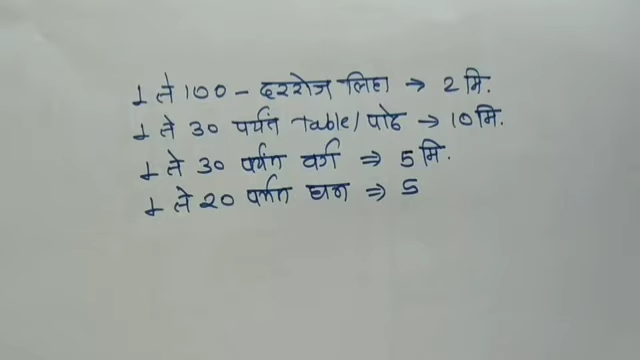 1 ते 100 - दररोज लिहा → 2 मि.
1 ते 30 पर्यंत Table/पाढे → 10 मि.
1 ते 30 पर्यंत वर्ग ⇒ 5 मि.
1 ते 20 पर्यंत घन ⇒ 5